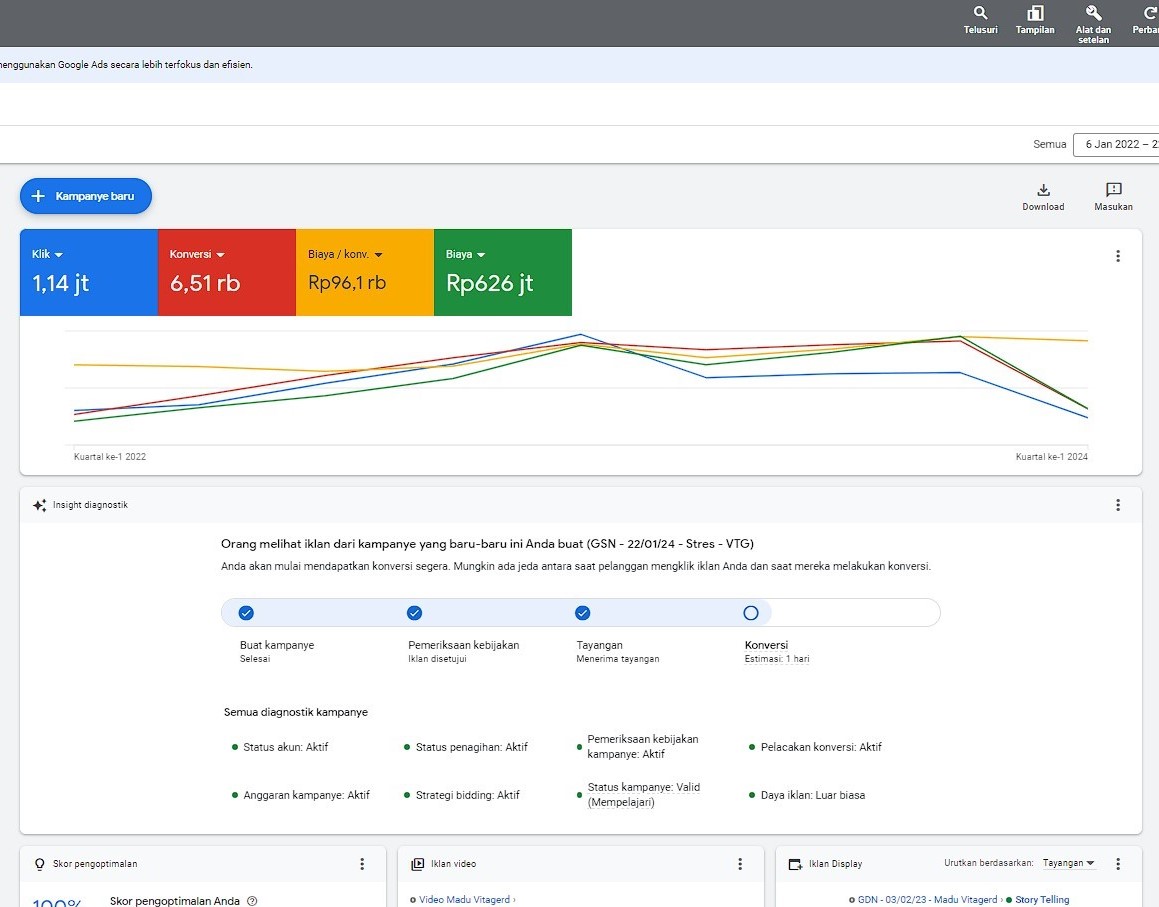 Telusuri
Tampilan
Alat dan
setelan
menggunakan Google Ads secara lebih terfokus dan efisien.
Semua
6 Jan 2022 –
Kampanye baru
Download
Masukan
Klik
Konversi
Biaya / konv.
Biaya
1,14 jt
6,51 rb
Rp96,1 rb
Rp626 jt
Kuartal ke-1 2022
Kuartal ke-1 2024
Insight diagnostik
Orang melihat iklan dari kampanye yang baru-baru ini Anda buat (GSN - 22/01/24 - Stres - VTG)
Anda akan mulai mendapatkan konversi segera. Mungkin ada jeda antara saat pelanggan mengklik iklan Anda dan saat mereka melakukan konversi.
Buat kampanye
Selesai
Pemeriksaan kebijakan
Iklan disetujui
Tayangan
Menerima tayangan
Konversi
Estimasi: 1 hari
Semua diagnostik kampanye
Status akun: Aktif
Status penagihan: Aktif
Pemeriksaan kebijakan
kampanye: Aktif
Pelacakan konversi: Aktif
Anggaran kampanye: Aktif
Strategi bidding: Aktif
Status kampanye: Valid
(Mempelajari)
Daya iklan: Luar biasa
Skor pengoptimalan
100%
Skor pengoptimalan Anda
Iklan video
Video Madu Vitagerd ›
Iklan Display
Urutkan berdasarkan: Tayangan
GDN - 03/02/23 - Madu Vitagerd › Story Telling